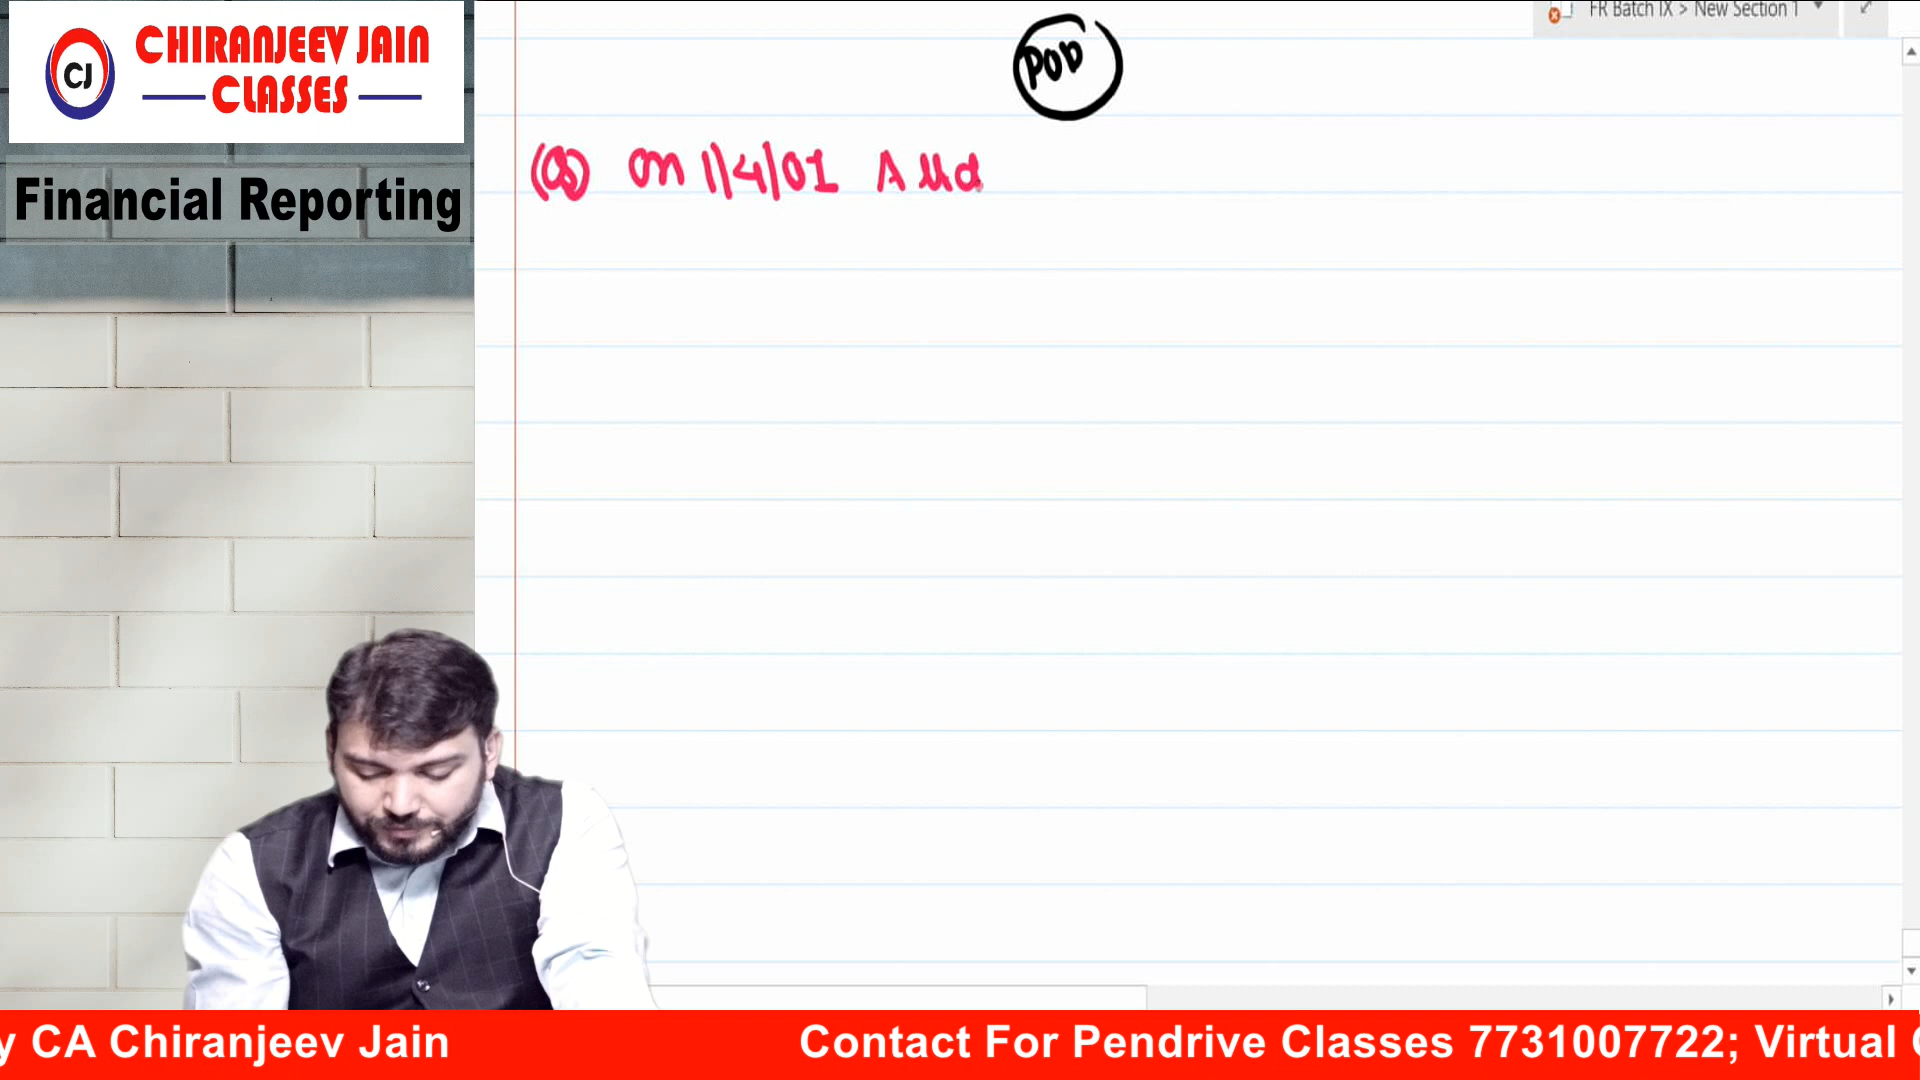 CJ
CHIRANJEEV JAIN
CLASSES
Financial Reporting
FR Batch IX > New Section 1
POD
(Q) On 1/4/01 A
y CA Chiranjeev Jain
Contact For Pendrive Classes 7731007722; Virtual C